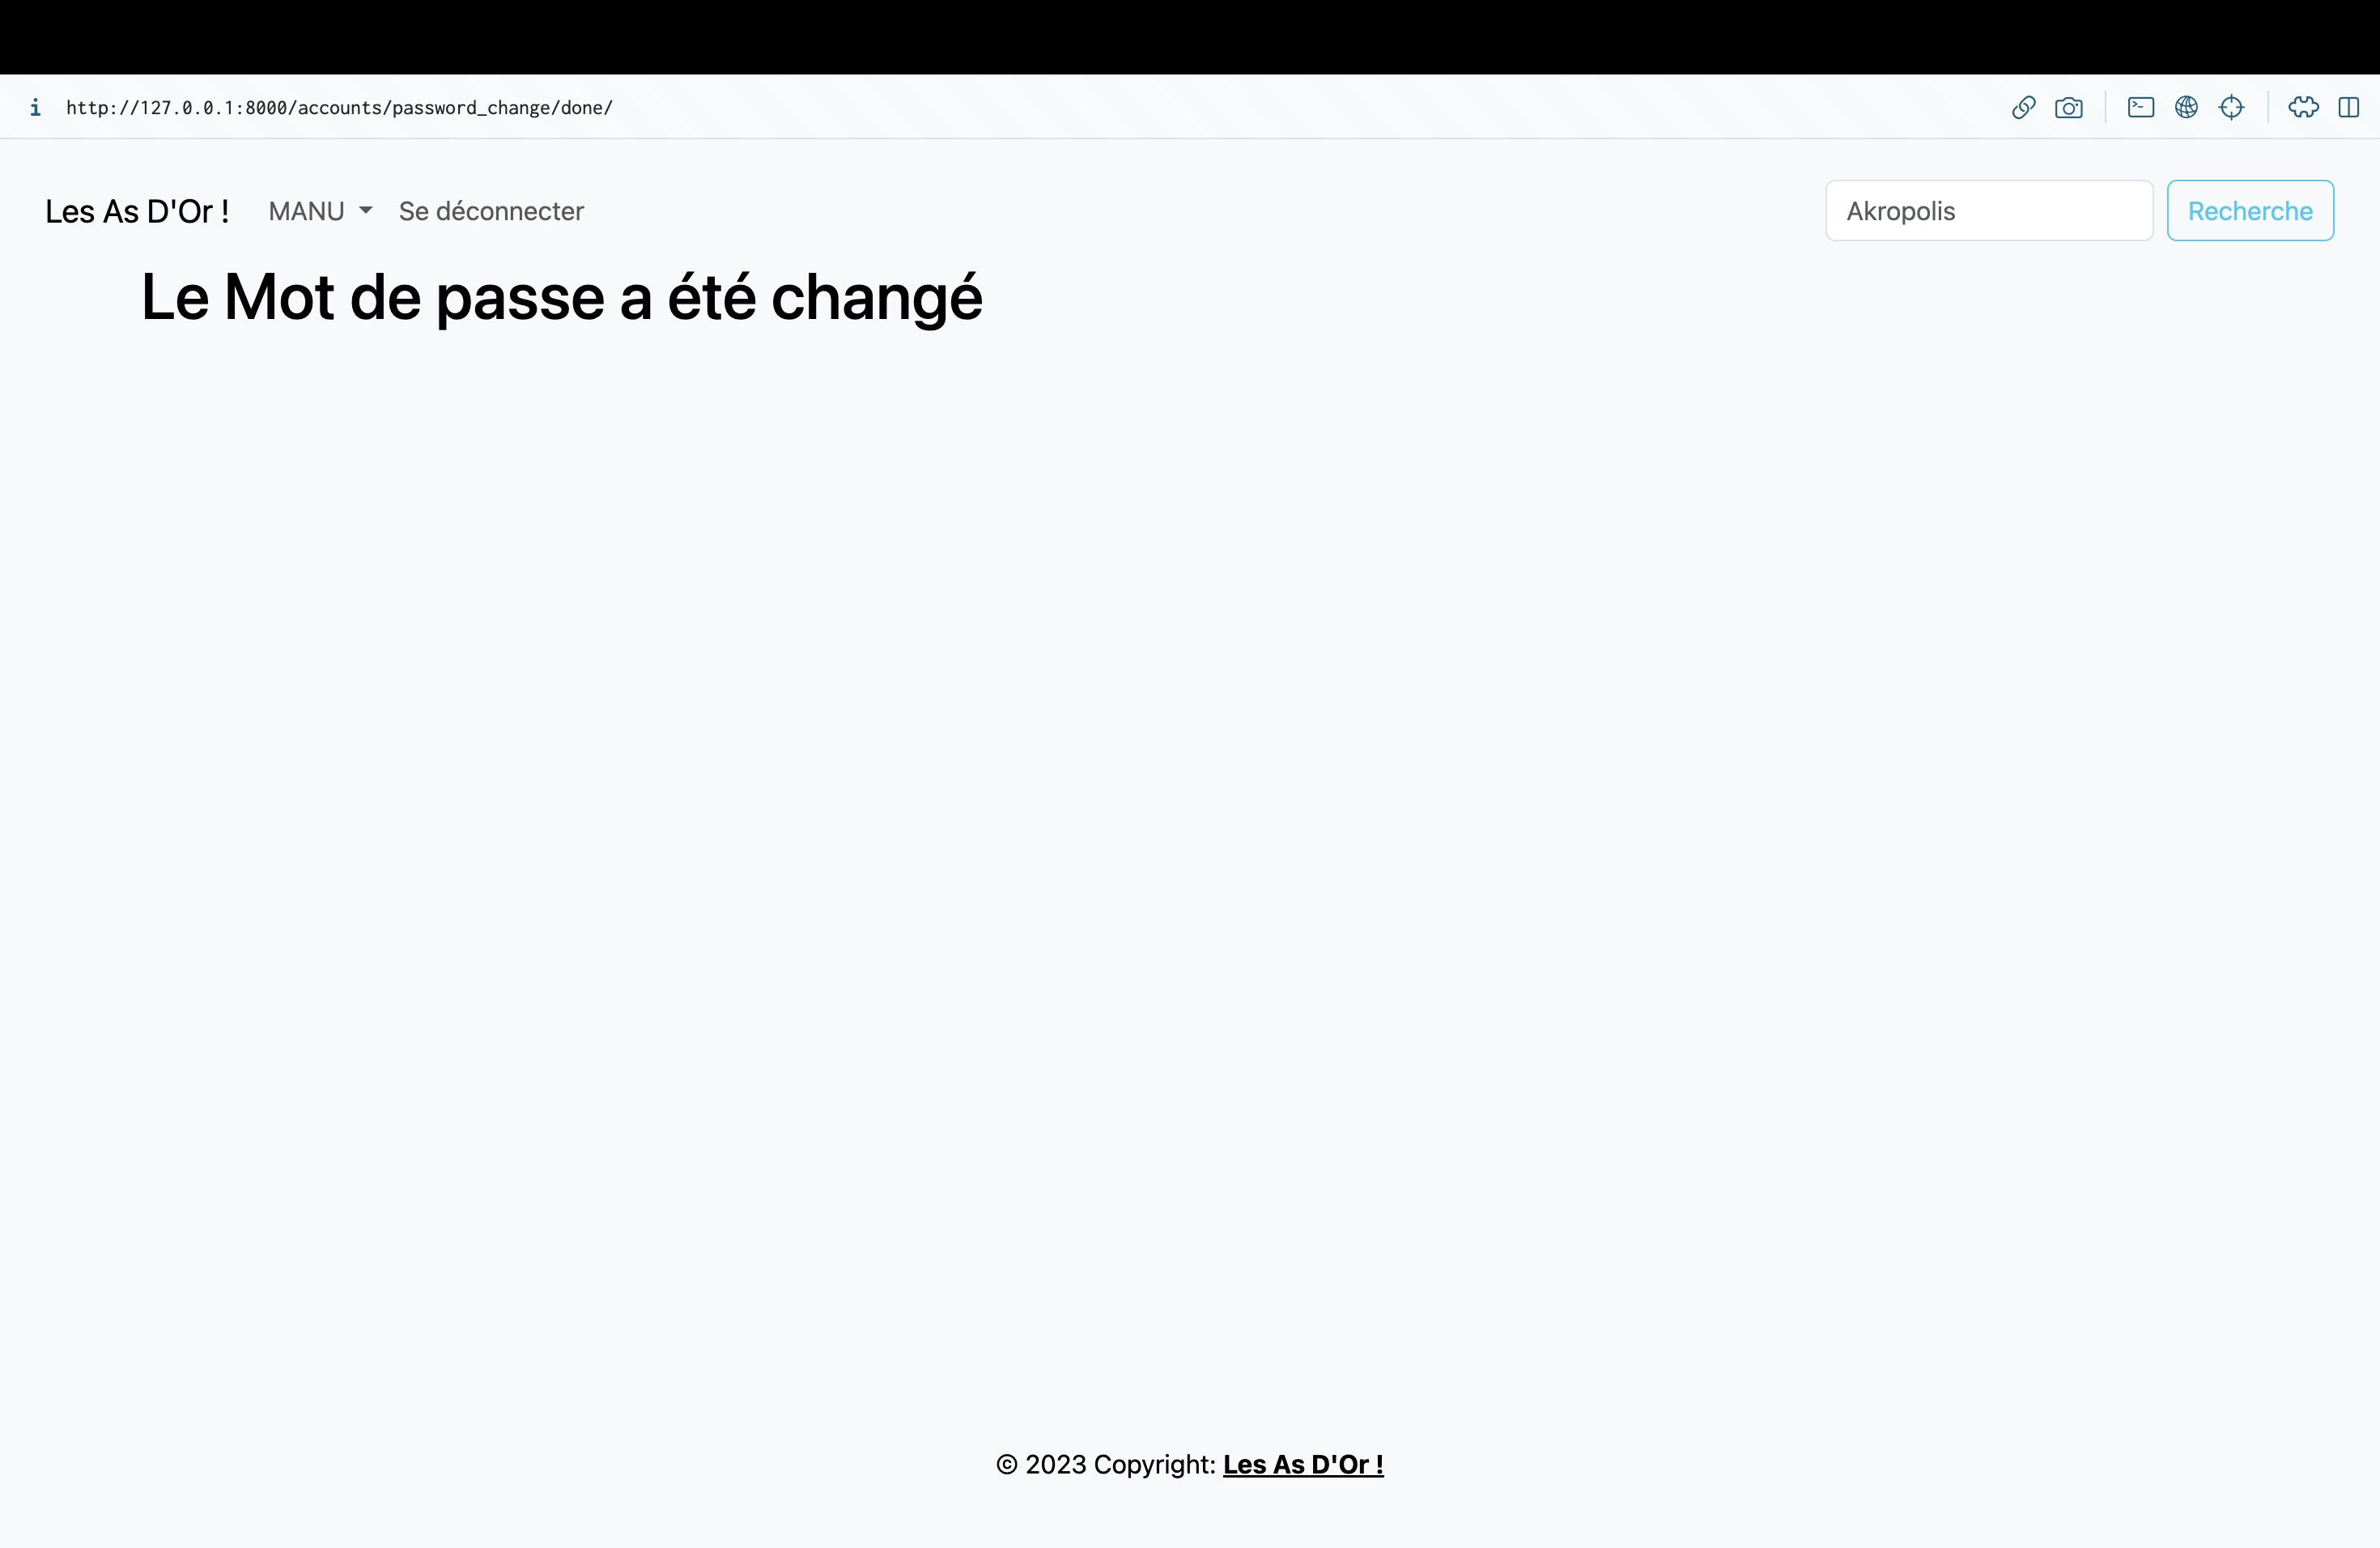 http://127.0.0.1:8000/accounts/password_change/done/
Les As D'Or ! MANU Se déconnecter Akropolis Recherche
Le Mot de passe a été changé
© 2023 Copyright: Les As D'Or !